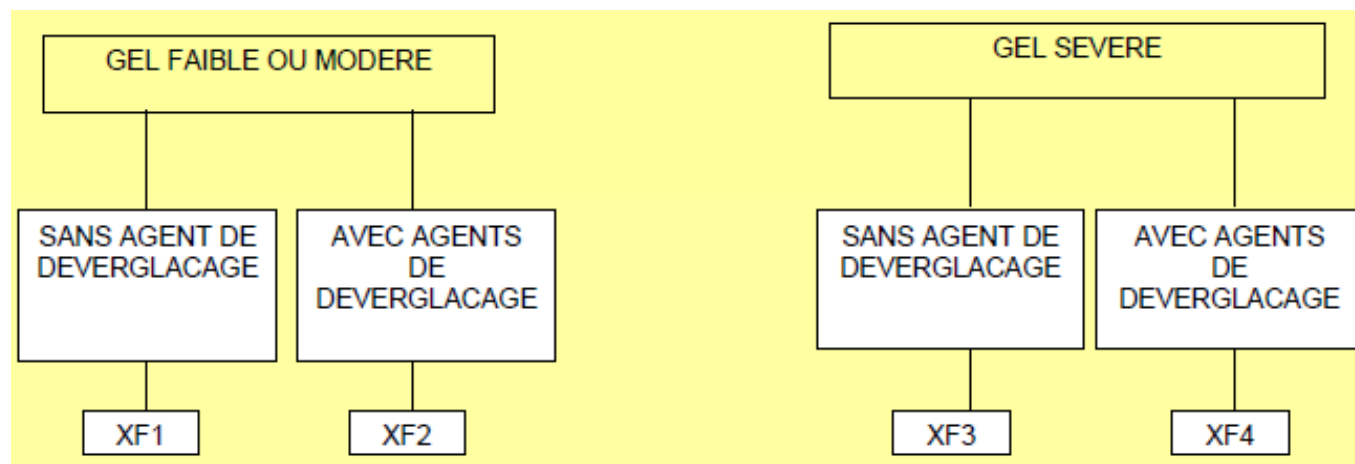 GEL FAIBLE OU MODERE
GEL SEVERE
SANS AGENT DE
DEVERGLACAGE
AVEC AGENTS
DE
DEVERGLACAGE
SANS AGENT DE
DEVERGLACAGE
AVEC AGENTS
DE
DEVERGLACAGE
XF1
XF2
XF3
XF4